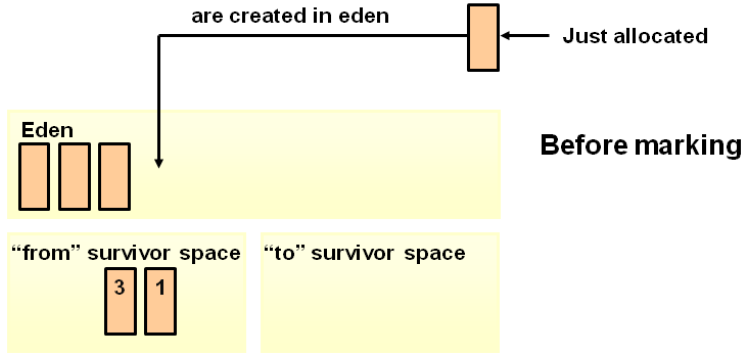 are created in eden
Just allocated
Eden
Before marking
“from” survivor space
“to” survivor space
3 1